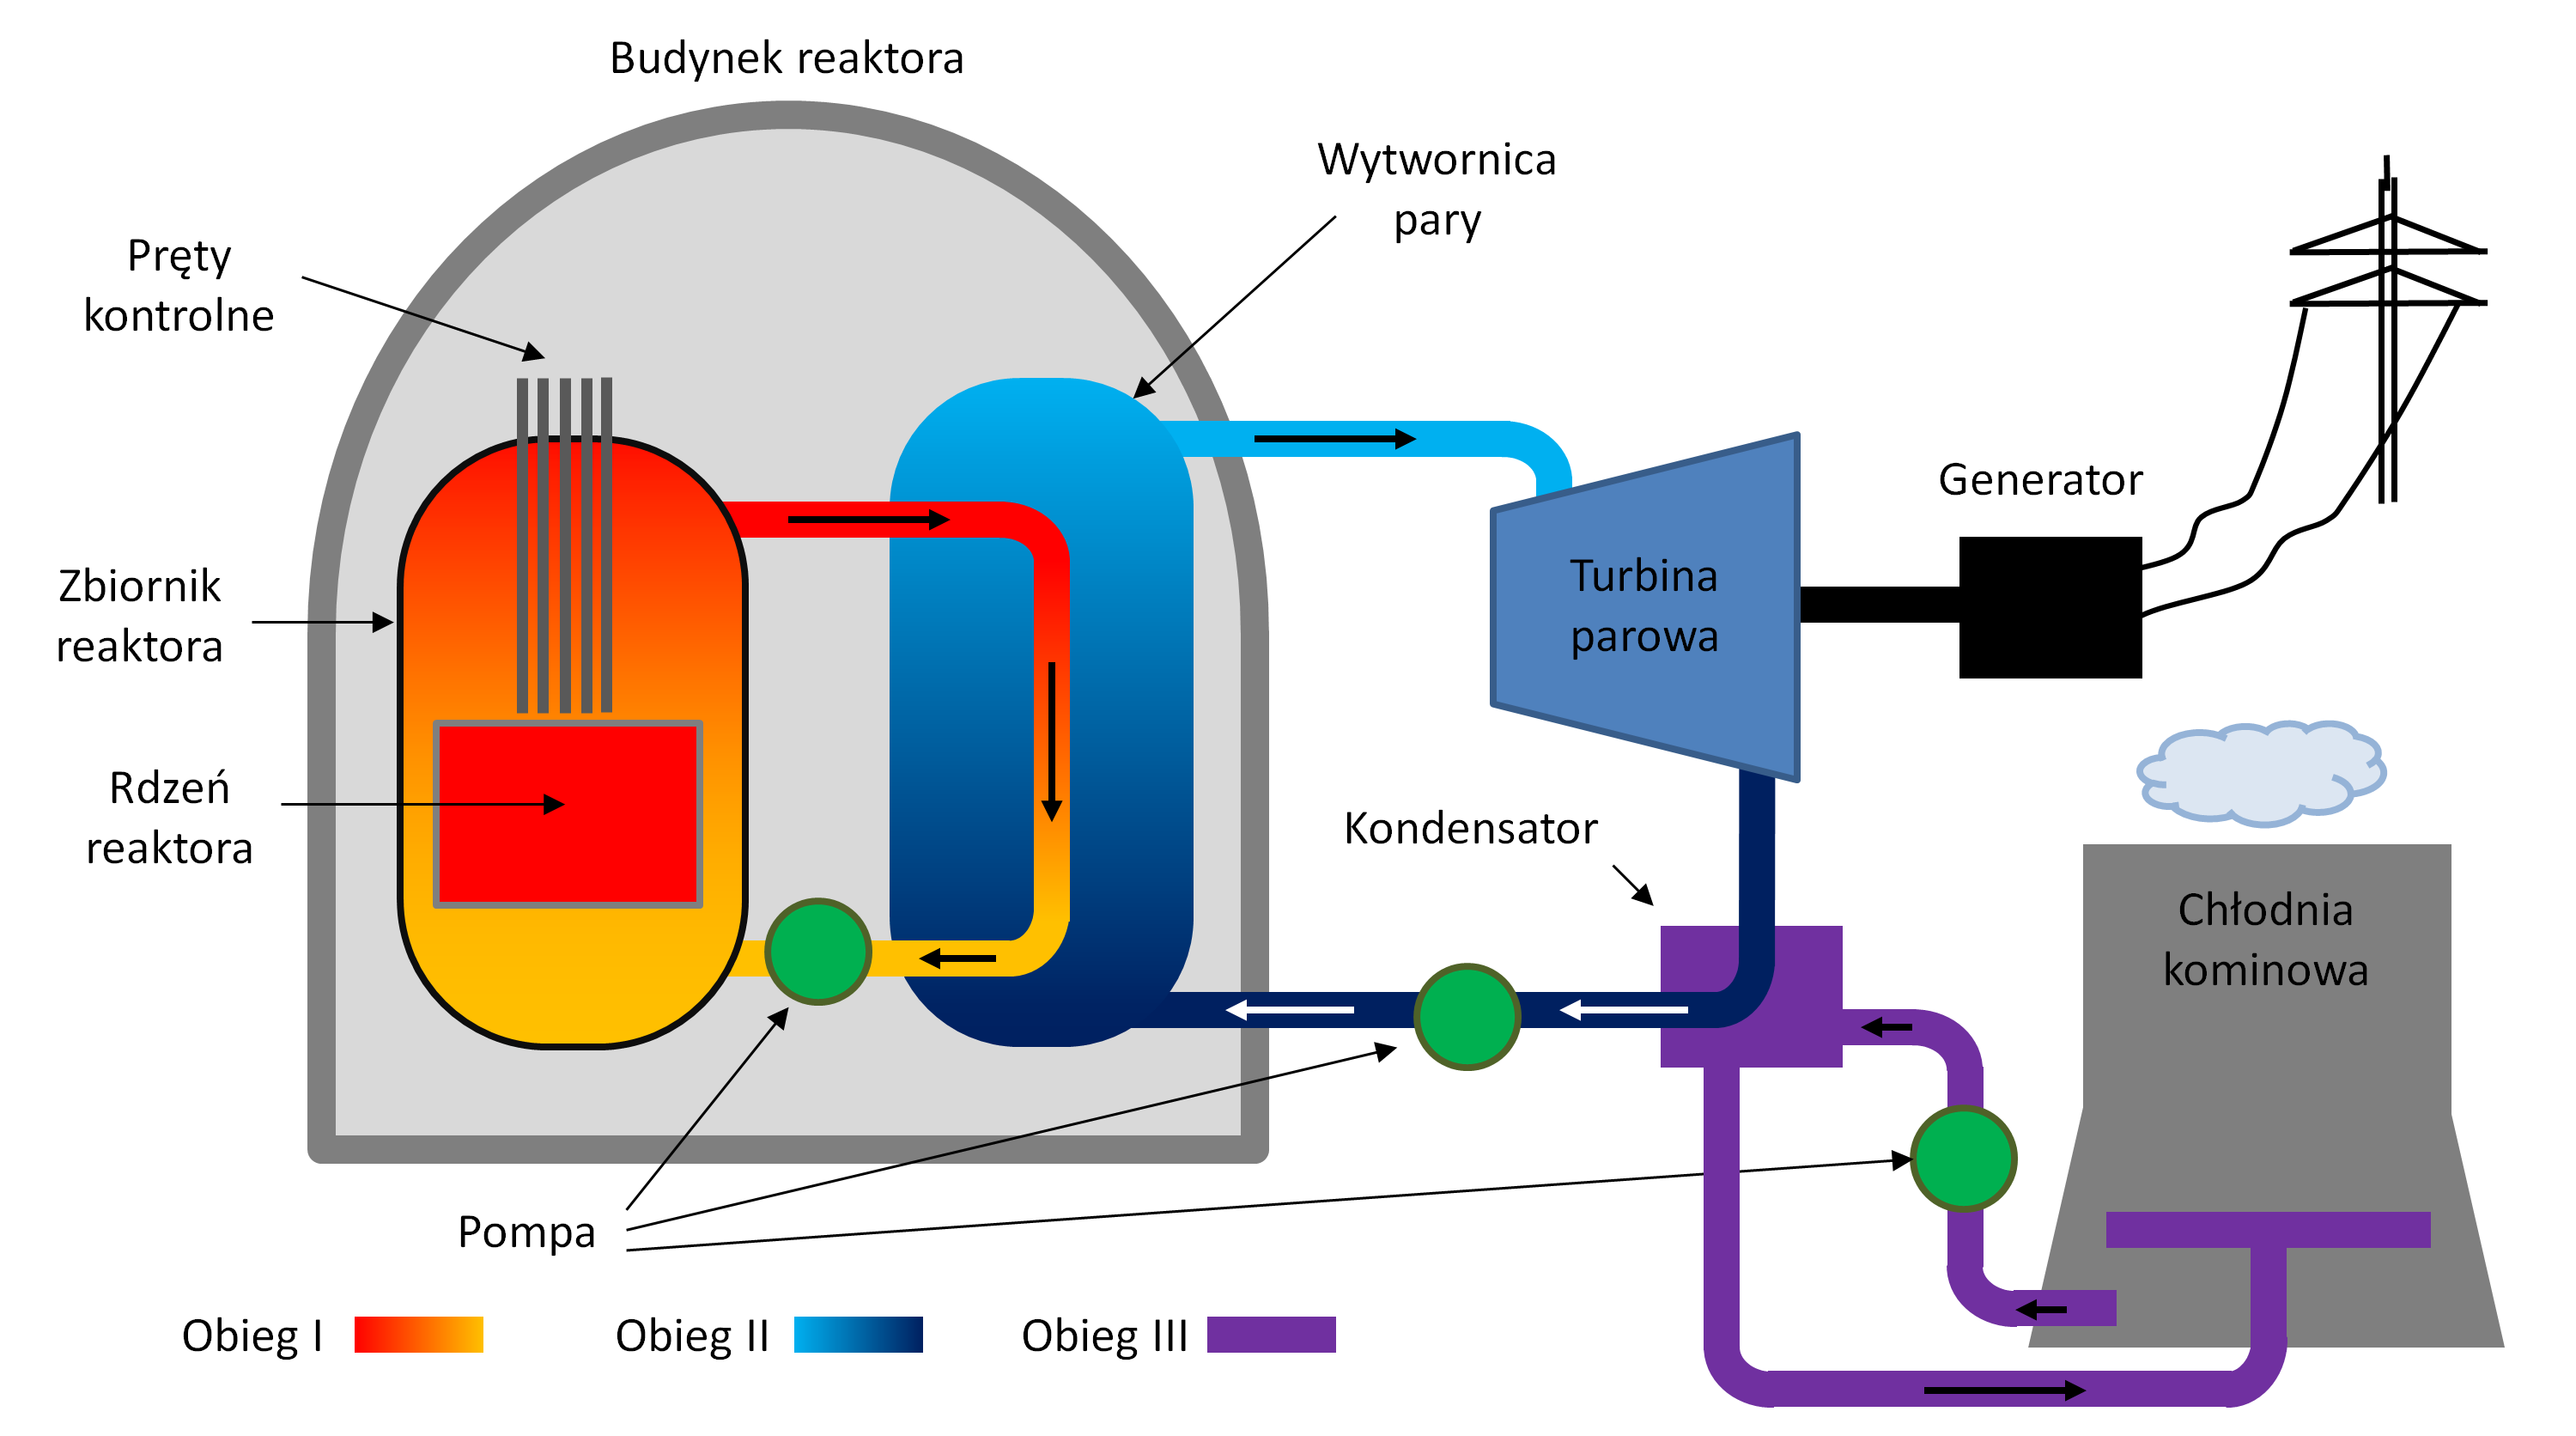 Budynek reaktora
Wytwornica
pary
Pręty
kontrolne
Generator
Zbiornik
reaktora
Turbina
parowa
Rdzeń
reaktora
Kondensator
Chłodnia
kominowa
Pompa
Obieg I
Obieg II
Obieg III